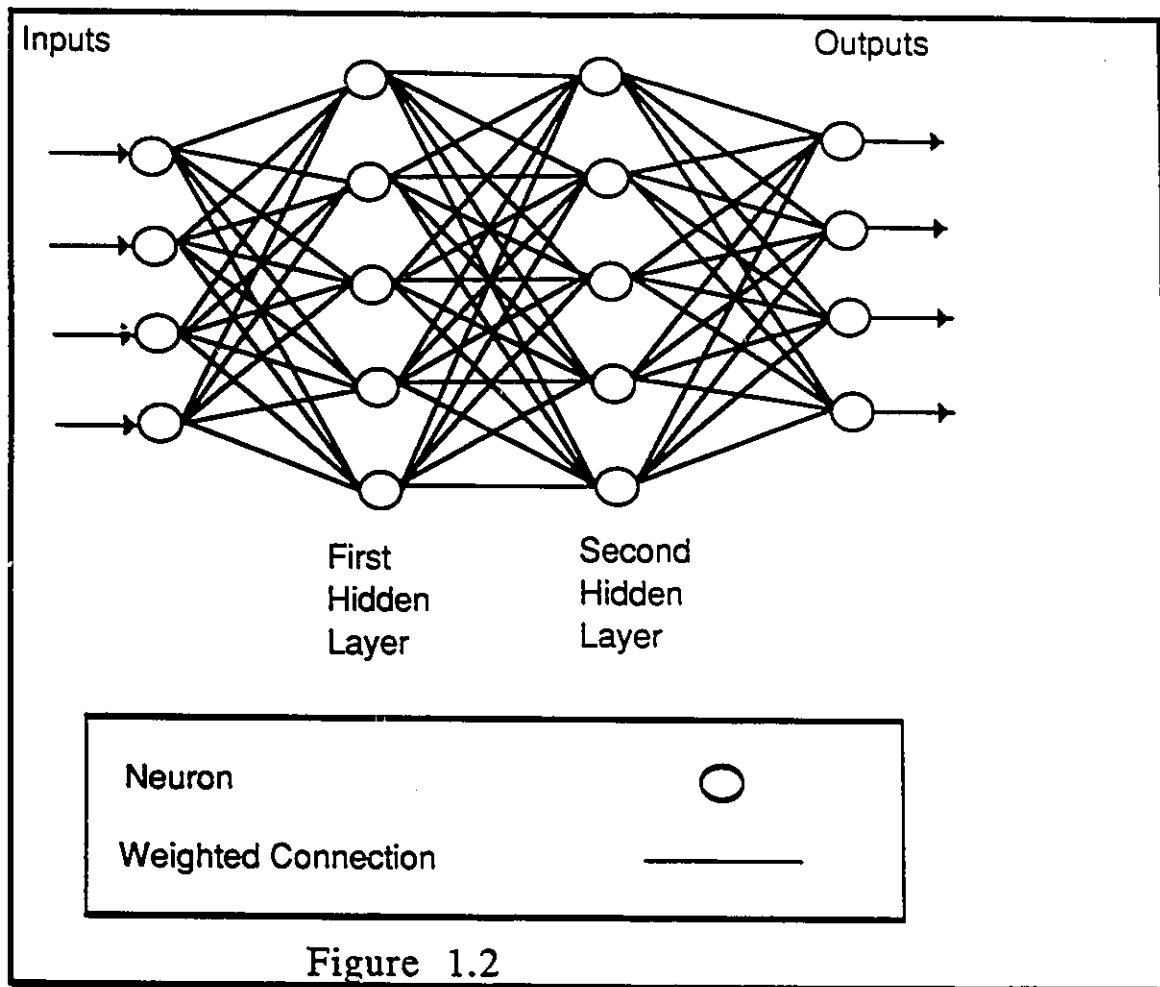 Inputs
Outputs
First
Hidden
Layer
Second
Hidden
Layer
Neuron
Weighted Connection
Figure 1.2